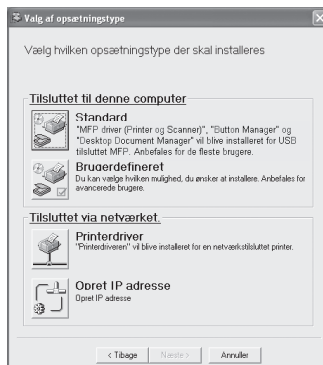 Valg af opsætningstype
Vælg hvilken opsætningstype der skal installeres
Tilsluttet til denne computer
Standard
"MFP driver (Printer og Scanner)", "Button Manager" og
"Desktop Document Manager" vil blive installeret for USB
tilsluttet MFP. Anbefales for de fleste brugere.
Brugerdefineret
Du kan vælge hvilken mulighed, du ønsker at installere. Anbefales for
avancerede brugere.
Tilsluttet via netværket.
Printerdriver
"Printerdriveren" vil blive installeret for en netværkstilsluttet printer.
Opret IP adresse
Opret IP adresse
< Tibage Næste > Annuller